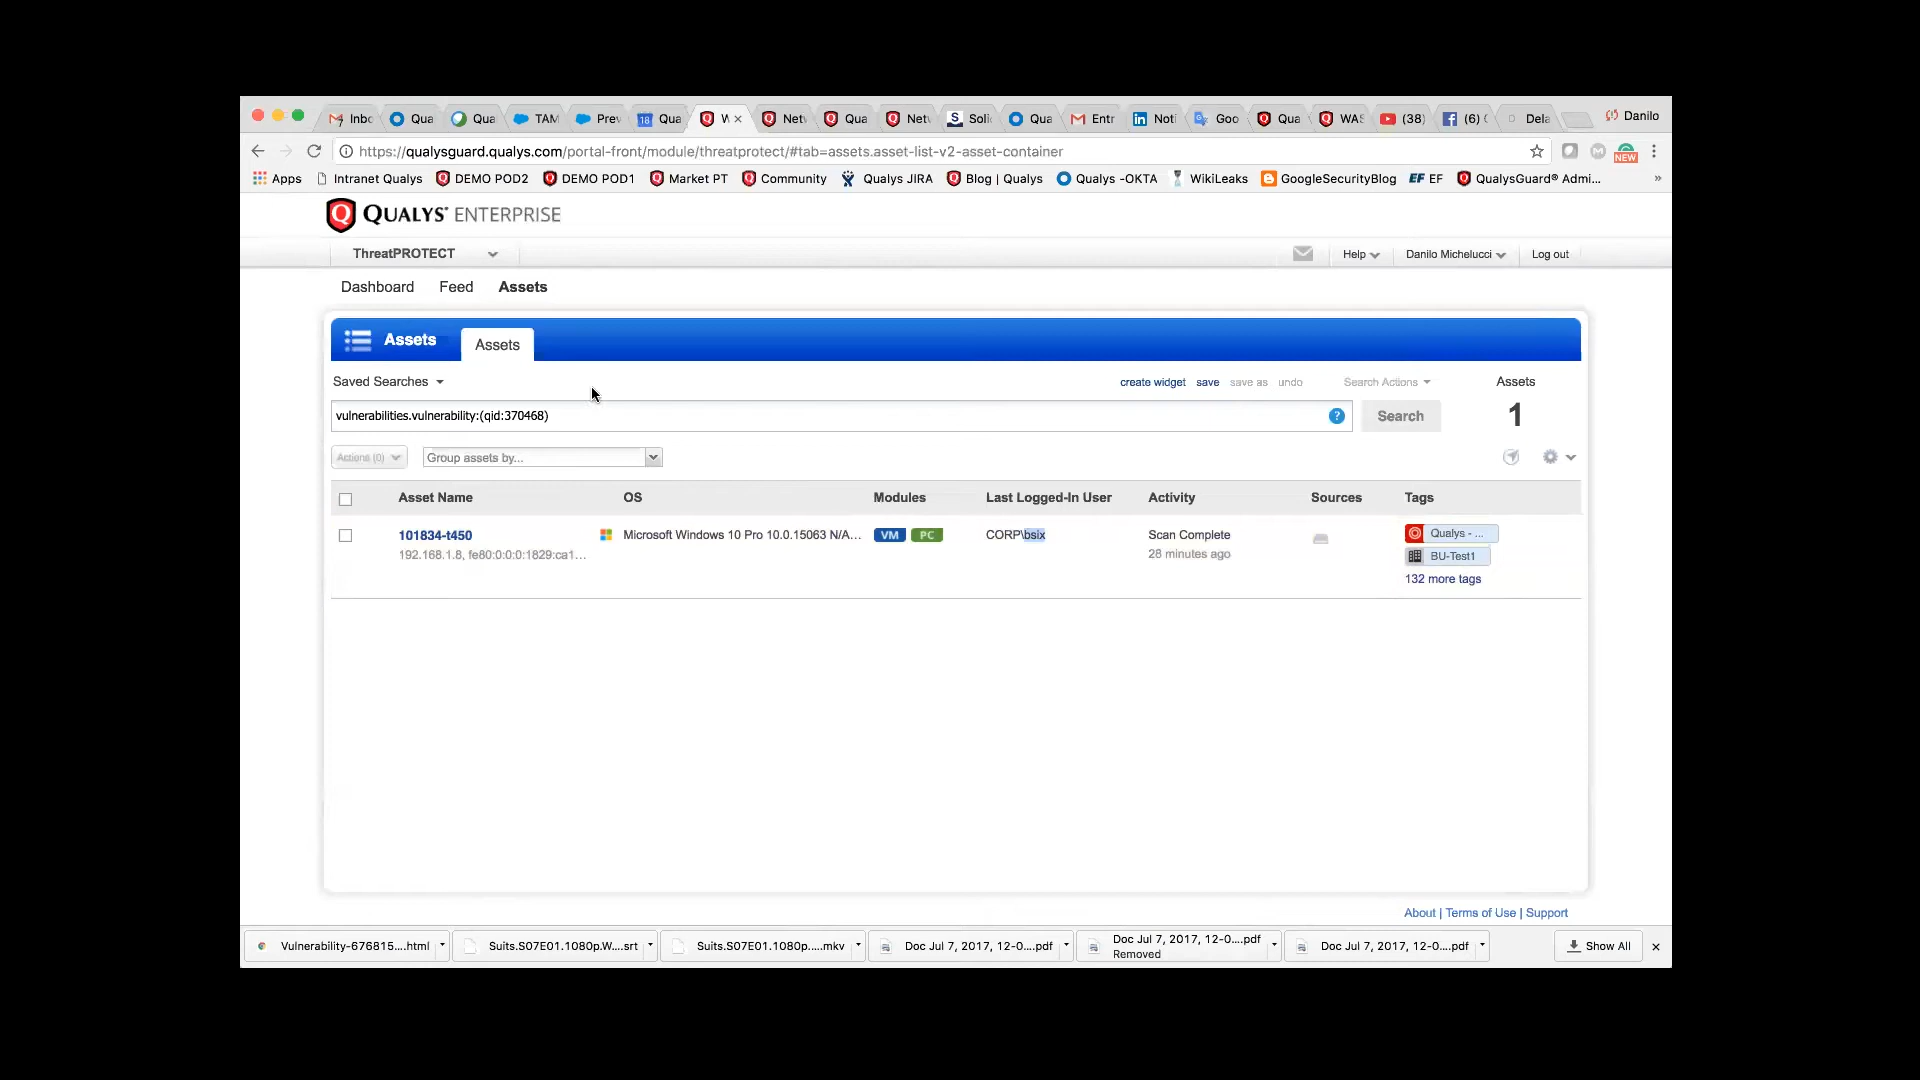 Inbc Qua Qua TAM Prev 18 Qua W Net Qua Net S Soli Qua Entr in Noti Goo Qua WAS (38) (6) Dela Danilo
https://qualysguard.qualys.com/portal-front/module/threatprotect/#tab=assets.asset-list-v2-asset-container
NEW
Apps Intranet Qualys DEMO POD2 DEMO POD1 Market PT Community Qualys JIRA Blog | Qualys Qualys -OKTA WikiLeaks GoogleSecurityBlog EF EF QualysGuard® Admi... »
QUALYS® ENTERPRISE
ThreatPROTECT Help Danilo Michelucci Log out
Dashboard Feed Assets
Assets Assets
Saved Searches create widget save save as undo Search Actions Assets
vulnerabilities.vulnerability:(qid:370468) ? Search 1
Actions (0) Group assets by...
Asset Name OS Modules Last Logged-In User Activity Sources Tags
101834-t450 Microsoft Windows 10 Pro 10.0.15063 N/A... VM PC CORP\bsix Scan Complete Qualys - ...
192.168.1.8, fe80:0:0:0:1829:ca1... 28 minutes ago BU-Test1
132 more tags
About | Terms of Use | Support
Vulnerability-676815....html Suits.S07E01.1080p.W....srt Suits.S07E01.1080p.....mkv Doc Jul 7, 2017, 12-0....pdf Doc Jul 7, 2017, 12-0....pdf Doc Jul 7, 2017, 12-0....pdf Show All
Removed